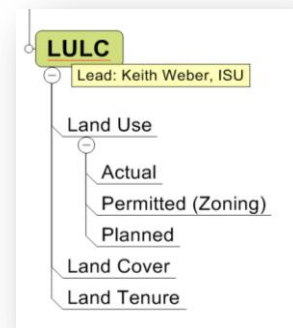 LULC
Lead: Keith Weber, ISU
Land Use
Actual
Permitted (Zoning)
Planned
Land Cover
Land Tenure